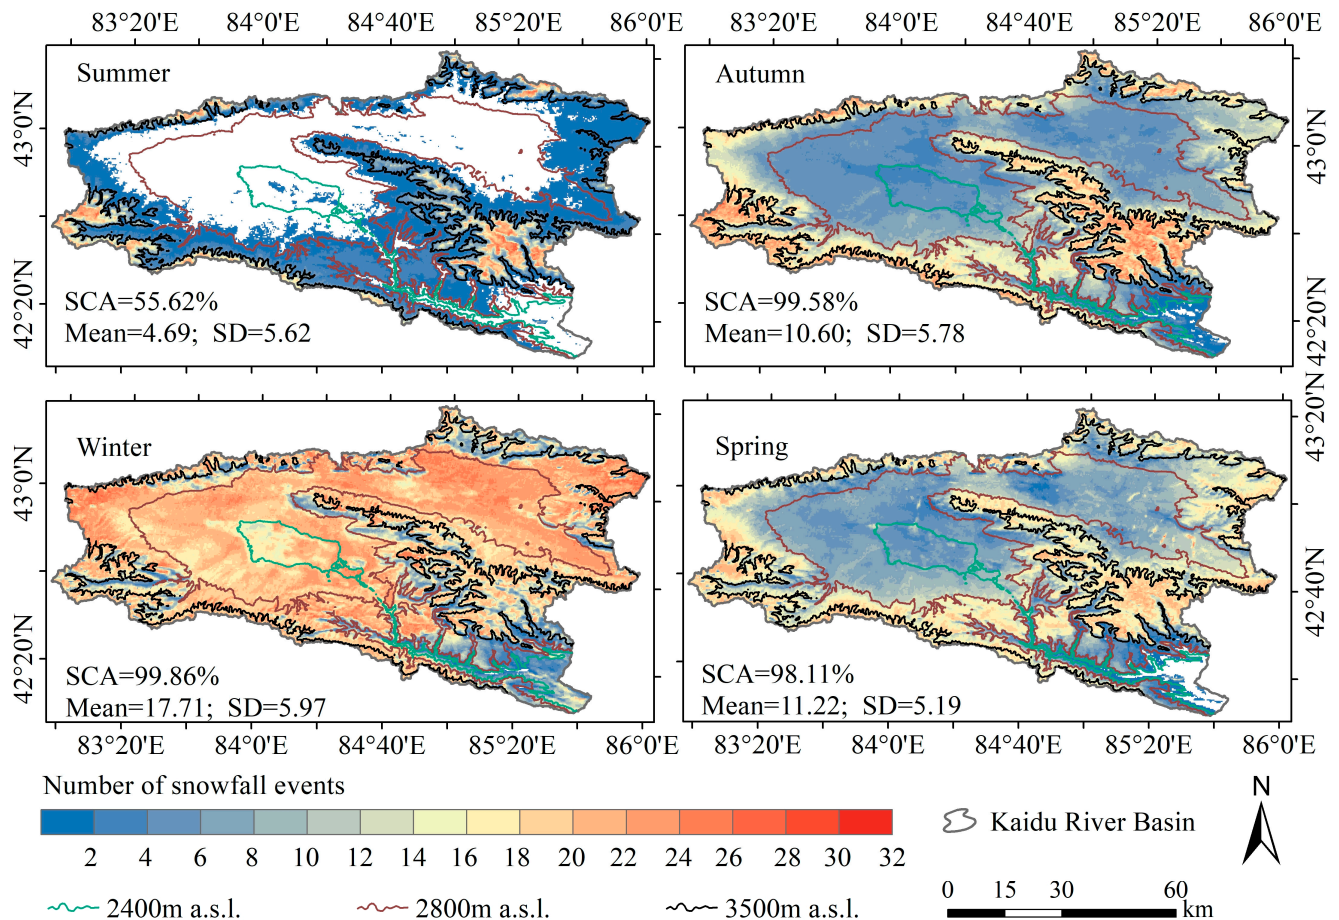 83°20'E 84°0'E 84°40'E 85°20'E 86°0'E 83°20'E 84°0'E 84°40'E 85°20'E 86°0'E
Summer
Autumn
43°0'N
43°0'N
42°20'N
42°20'N
SCA=55.62%
Mean=4.69; SD=5.62
SCA=99.58%
Mean=10.60; SD=5.78
Winter
Spring
43°0'N
43°20'N
42°20'N
42°40'N
SCA=99.86%
Mean=17.71; SD=5.97
SCA=98.11%
Mean=11.22; SD=5.19
83°20'E 84°0'E 84°40'E 85°20'E 86°0'E 83°20'E 84°0'E 84°40'E 85°20'E 86°0'E
Number of snowfall events
2 4 6 8 10 12 14 16 18 20 22 24 26 28 30 32
Kaidu River Basin
N
2400m a.s.l. 2800m a.s.l. 3500m a.s.l.
0 15 30 60
km